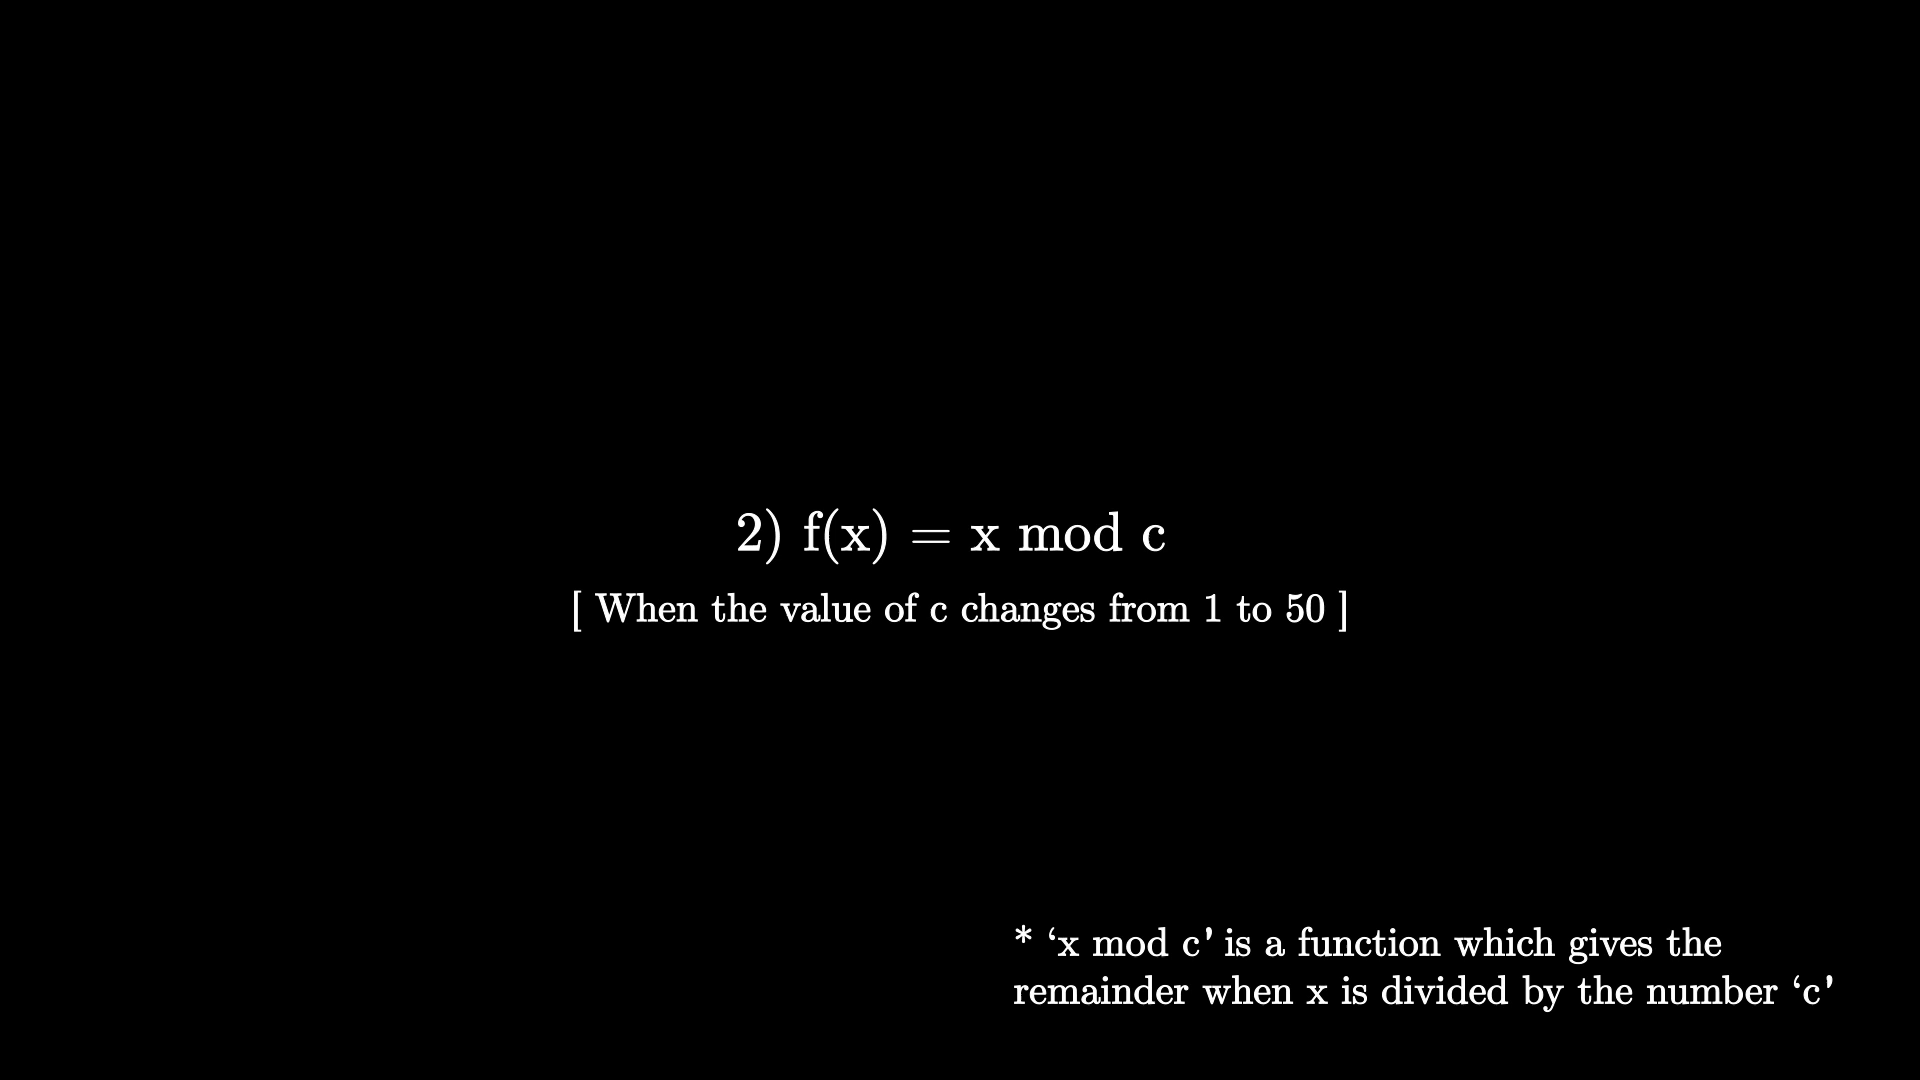 2) f(x) = x mod c
[ When the value of c changes from 1 to 50 ]
* ‘x mod c' is a function which gives the
remainder when x is divided by the number ‘c'